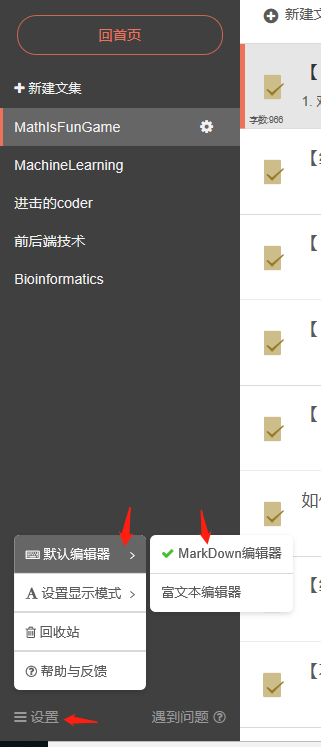 回首页
新建文
新建文集
【
1. 对
字数:966
MathIsFunGame
MachineLearning
进击的coder
前后端技术
Bioinformatics
【
【
【
【
如何
【
【
默认编辑器
MarkDown编辑器
设置显示模式
富文本编辑器
回收站
帮助与反馈
设置
遇到问题